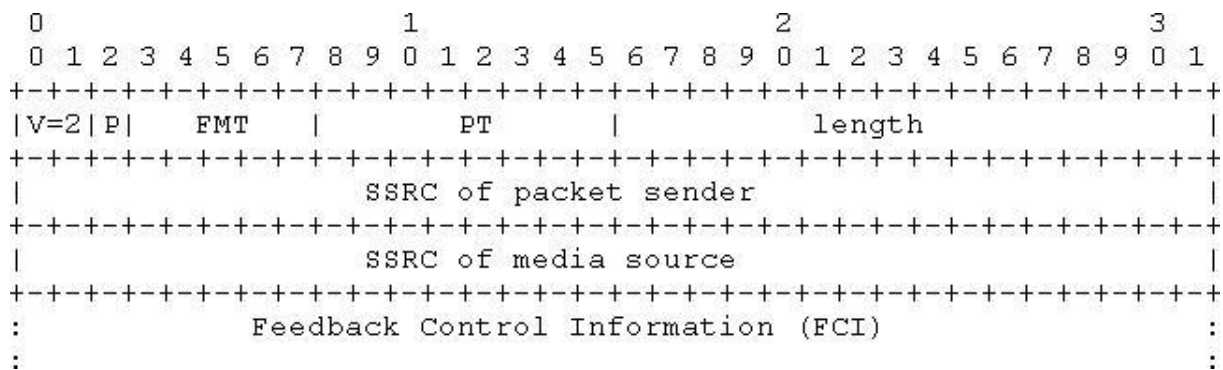 0                   1                   2                   3
 0 1 2 3 4 5 6 7 8 9 0 1 2 3 4 5 6 7 8 9 0 1 2 3 4 5 6 7 8 9 0 1
+-+-+-+-+-+-+-+-+-+-+-+-+-+-+-+-+-+-+-+-+-+-+-+-+-+-+-+-+-+-+-+-+
|V=2|P|   FMT   |       PT      |          length               |
+-+-+-+-+-+-+-+-+-+-+-+-+-+-+-+-+-+-+-+-+-+-+-+-+-+-+-+-+-+-+-+-+
|                  SSRC of packet sender                        |
+-+-+-+-+-+-+-+-+-+-+-+-+-+-+-+-+-+-+-+-+-+-+-+-+-+-+-+-+-+-+-+-+
|                  SSRC of media source                         |
+-+-+-+-+-+-+-+-+-+-+-+-+-+-+-+-+-+-+-+-+-+-+-+-+-+-+-+-+-+-+-+-+
:            Feedback Control Information (FCI)                 :
:                                                               :